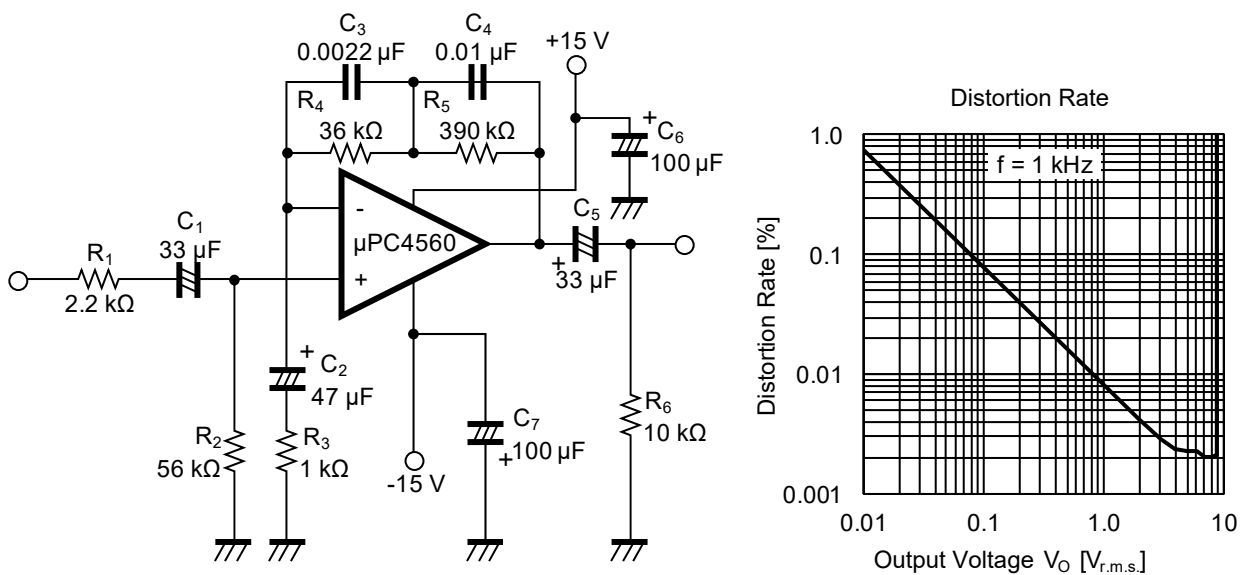 C3
0.0022 µF
C4
0.01 µF
+15 V
R4
36 kΩ
R5
390 kΩ
+
C6
100 µF
-
µPC4560
+
C1
33 µF
R1
2.2 kΩ
C5
+
33 µF
+
C2
47 µF
R2
56 kΩ
R3
1 kΩ
C7
+
100 µF
-15 V
R6
10 kΩ
Distortion Rate
f = 1 kHz
Distortion Rate [%]
1.0
0.1
0.01
0.001
0.01
0.1
1.0
10
Output Voltage VO [Vr.m.s.]